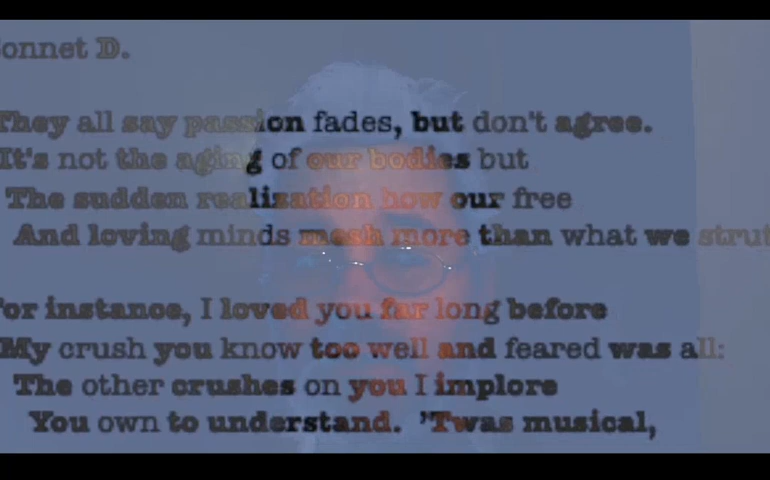 onnet D.
They all say passion fades, but don't agree.
It's not the aging of our bodies but
The sudden realization how our free
And loving minds mesh more than what we strut
or instance, I loved you far long before
My crush you know too well and feared was all:
The other crushes on you I implore
You own to understand. 'Twas musical,